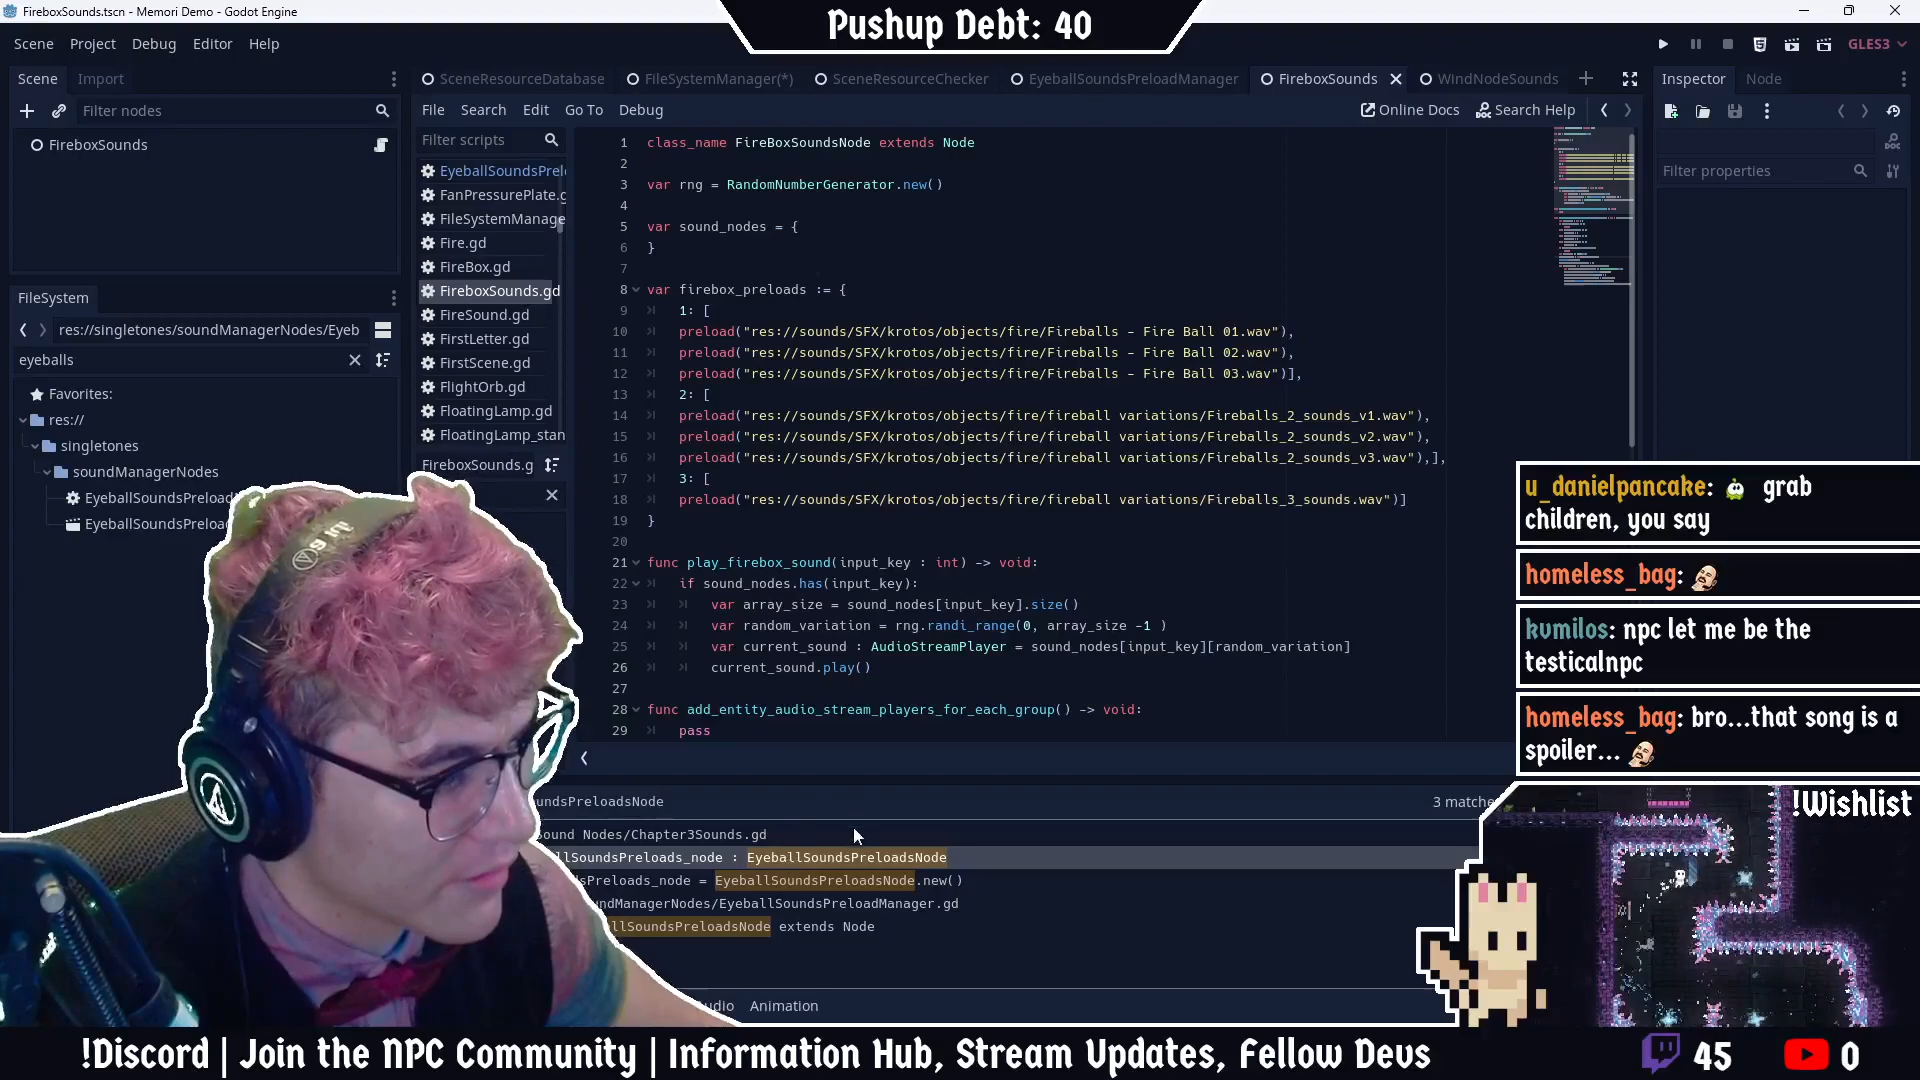 FireboxSounds.tscn - Memori Demo - Godot Engine
Pushup Debt: 40
Scene Project Debug Editor Help
GLES3
Scene Import
SceneResourceDatabase FileSystemManager(*) SceneResourceChecker EyeballSoundsPreloadManager FireboxSounds WindNodeSounds
Inspector Node
Filter nodes
File Search Edit Go To Debug
Online Docs Search Help
FireboxSounds
Filter scripts
Filter properties
EyeballSoundsPrel
FanPressurePlate.g
FileSystemManage
Fire.gd
FireBox.gd
FireboxSounds.gd
FireSound.gd
FirstLetter.gd
FirstScene.gd
FlightOrb.gd
FloatingLamp.gd
FloatingLamp_stan
FireboxSounds.g
FileSystem
res://singletones/soundManagerNodes/Eyeb
eyeballs
Favorites:
res://
singletones
soundManagerNodes
EyeballSoundsPreload
EyeballSoundsPreloa
1 class_name FireBoxSoundsNode extends Node
2
3 var rng = RandomNumberGenerator.new()
4
5 var sound_nodes = {
6 }
7
8 var firebox_preloads := {
9 1: [
10 preload("res://sounds/SFX/krotos/objects/fire/Fireballs - Fire Ball 01.wav"),
11 preload("res://sounds/SFX/krotos/objects/fire/Fireballs - Fire Ball 02.wav"),
12 preload("res://sounds/SFX/krotos/objects/fire/Fireballs - Fire Ball 03.wav")],
13 2: [
14 preload("res://sounds/SFX/krotos/objects/fire/fireball variations/Fireballs_2_sounds_v1.wav"),
15 preload("res://sounds/SFX/krotos/objects/fire/fireball variations/Fireballs_2_sounds_v2.wav"),
16 preload("res://sounds/SFX/krotos/objects/fire/fireball variations/Fireballs_2_sounds_v3.wav"),],
17 3: [
18 preload("res://sounds/SFX/krotos/objects/fire/fireball variations/Fireballs_3_sounds.wav")]
19 }
20
21 func play_firebox_sound(input_key : int) -> void:
22 if sound_nodes.has(input_key):
23 var array_size = sound_nodes[input_key].size()
24 var random_variation = rng.randi_range(0, array_size -1 )
25 var current_sound : AudioStreamPlayer = sound_nodes[input_key][random_variation]
26 current_sound.play()
27
28 func add_entity_audio_stream_players_for_each_group() -> void:
29 pass
undsPreloadsNode
3 matche
Sound Nodes/Chapter3Sounds.gd
llSoundsPreloads_node : EyeballSoundsPreloadsNode
sPreloads_node = EyeballSoundsPreloadsNode.new()
undManagerNodes/EyeballSoundsPreloadManager.gd
llSoundsPreloadsNode extends Node
udio Animation
u_danielpancake: grab
children, you say
homeless_bag:
kvmilos: npc let me be the
testicalnpc
homeless_bag: bro...that song is a
spoiler...
!Wishlist
!Discord | Join the NPC Community | Information Hub, Stream Updates, Fellow Devs
45
0